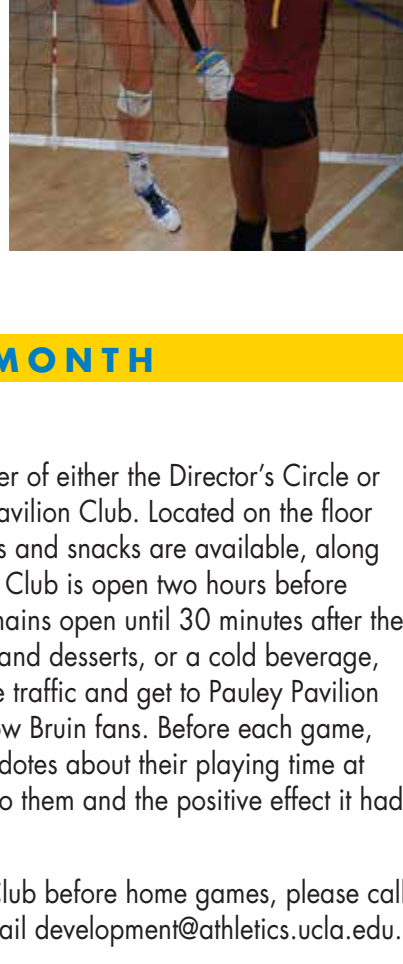 MONTH
er of either the Director's Circle or
avilion Club. Located on the floor
s and snacks are available, along
Club is open two hours before
ains open until 30 minutes after the
and desserts, or a cold beverage,
e traffic and get to Pauley Pavilion
w Bruin fans. Before each game,
dotes about their playing time at
o them and the positive effect it had
Club before home games, please call
ail development@athletics.ucla.edu.